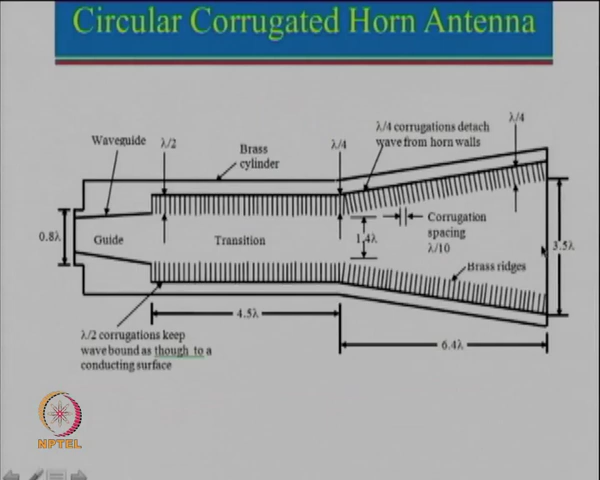 Circular Corrugated Horn Antenna
Waveguide
λ/2
Brass
cylinder
λ/4
λ/4 corrugations detach
wave from horn walls
λ/4
0.8λ
Guide
Transition
1.4λ
Corrugation
spacing
λ/10
3.5λ
Brass ridges
4.5λ
6.4λ
λ/2 corrugations keep
wave bound as though to a
conducting surface
NPTEL